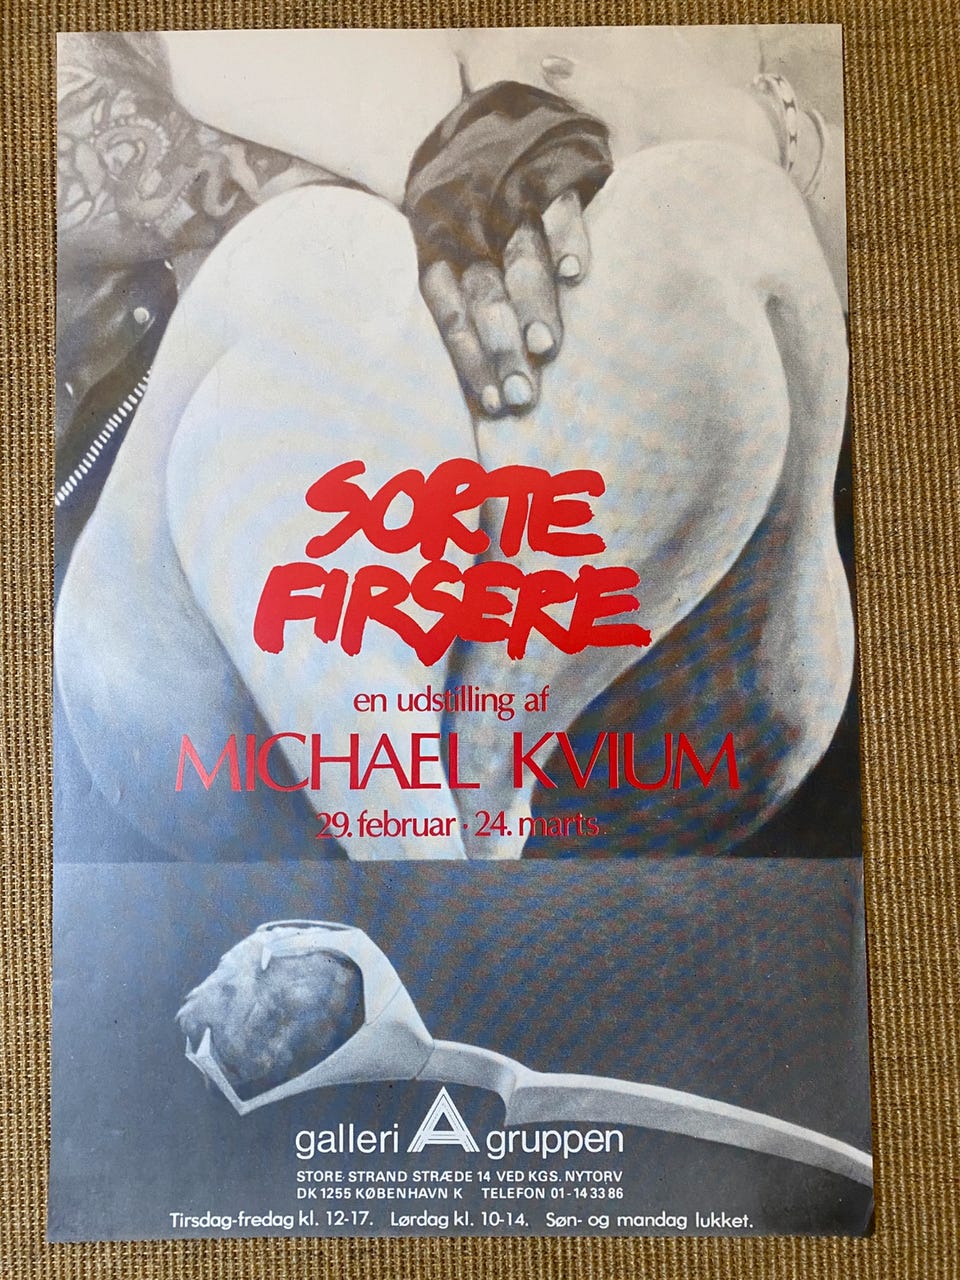 SORTE
FIRSERE
en udstilling af
MICHAEL KVIUM
29. februar · 24. marts
galleri A gruppen
STORE STRAND STRÆDE 14 VED KGS. NYTORV
DK 1255 KØBENHAVN K TELEFON 01-14 33 86
Tirsdag-fredag kl. 12-17. Lørdag kl. 10-14. Søn- og mandag lukket.